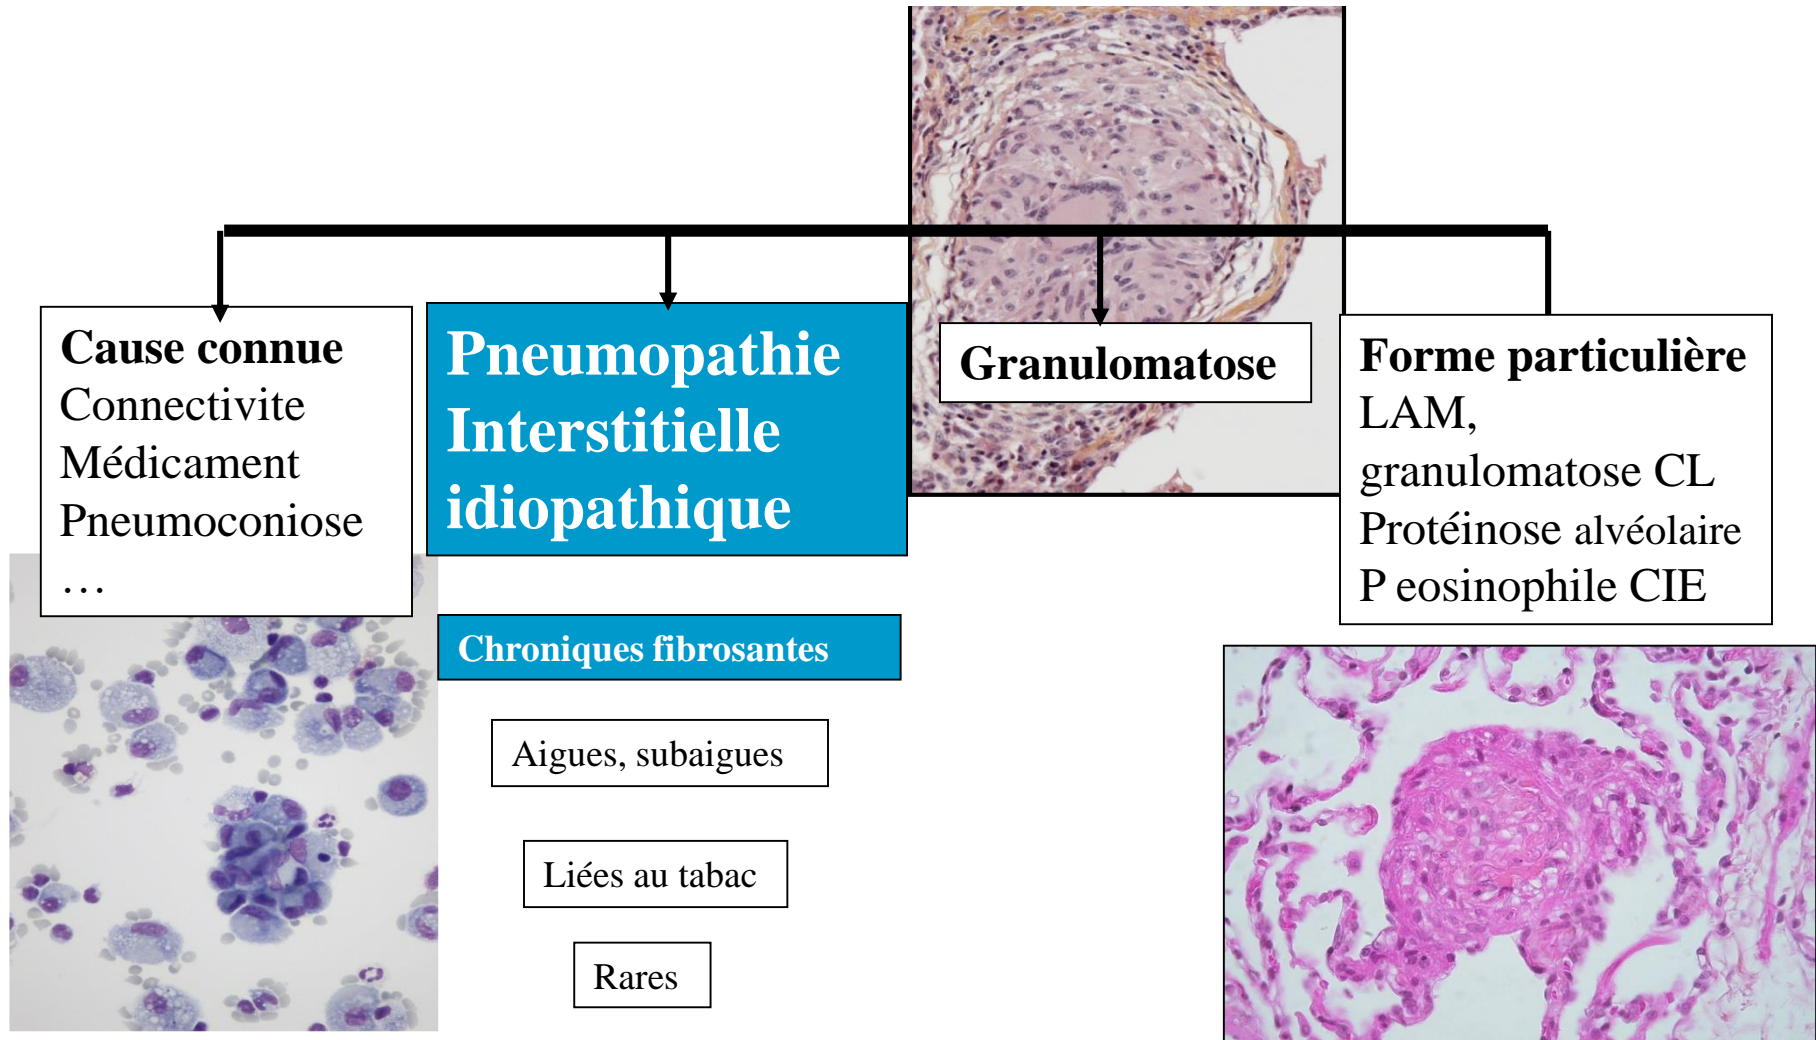 Cause connue
Connectivite
Médicament
Pneumoconiose
…
Pneumopathie
Interstitielle
idiopathique
Chroniques fibrosantes
Aigues, subaigues
Liées au tabac
Rares
Granulomatose
Forme particulière
LAM,
granulomatose CL
Protéinose alvéolaire
P eosinophile CIE